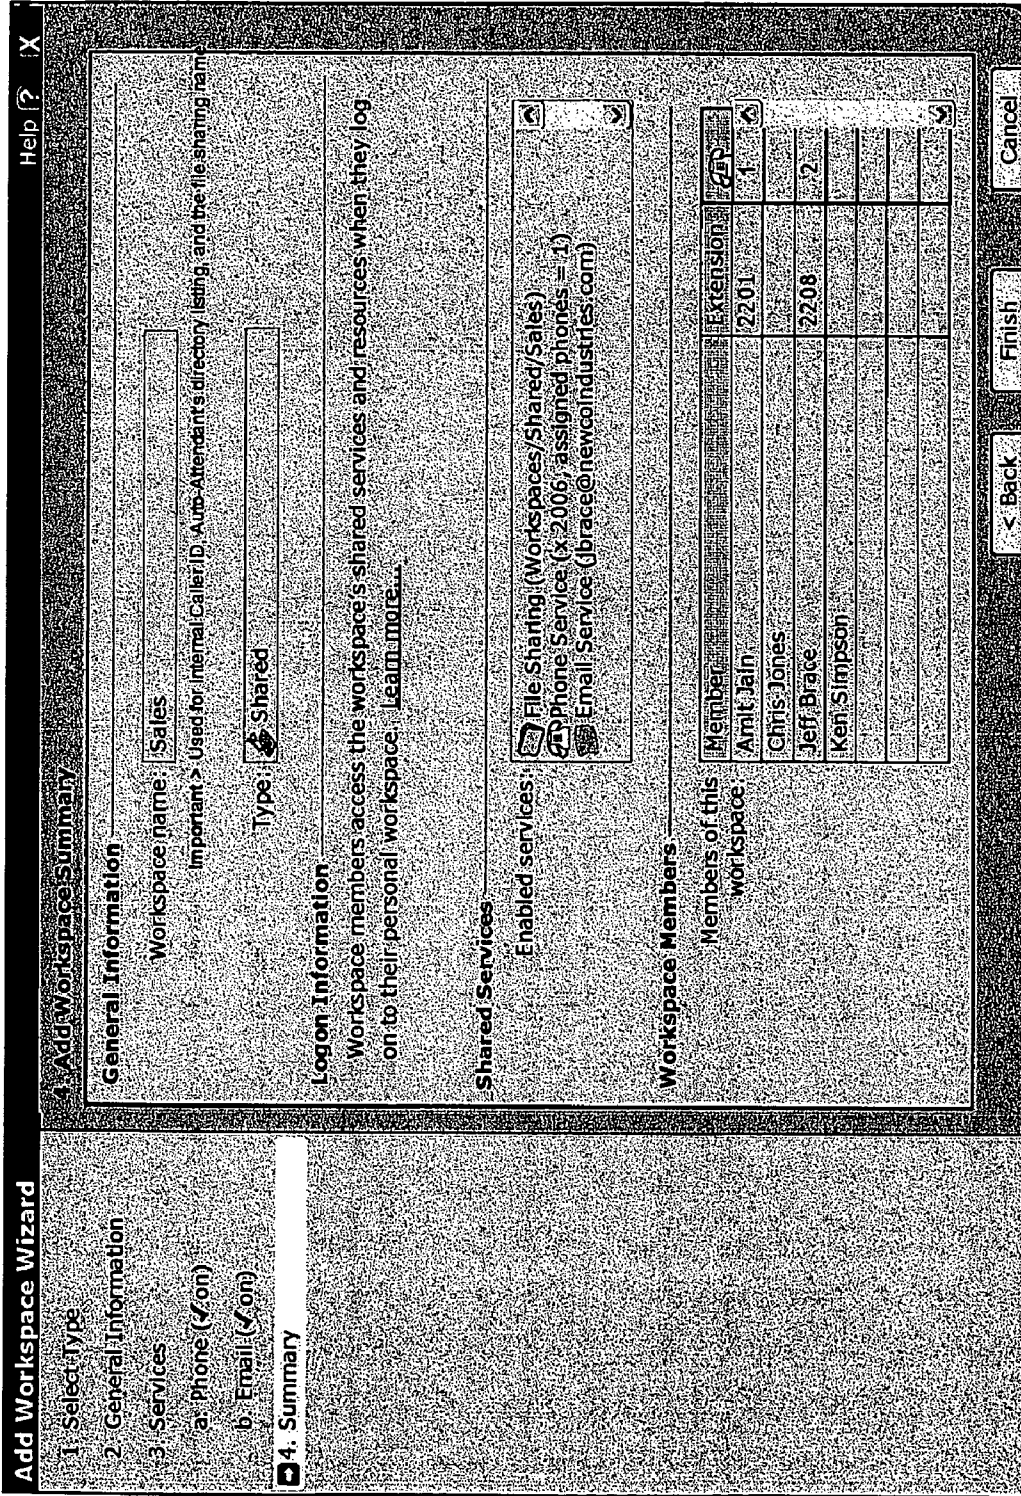 Add Workspace Wizard
Help ? X
1. Select Type
2. General Information
3. Services
a: Phone (✓on)
b. Email (✓on)
4. Summary
4. Add Workspace Summary
General Information
Workspace name: Sales
Important > Used for internal Caller ID, Auto-Attendant's directory listing, and the file sharing name
Type: Shared
Logon Information
Workspace members access the workspace's shared services and resources when they log
on to their personal workspace. Learn more...
Shared Services
Enabled services:
File Sharing (Workspaces/Shared/Sales)
Phone Service (x 2006, assigned phones = 1)
Email Service (jbrace@newcoindustries.com)
Workspace Members
Members of this
workspace:
Member Extension
Amit Jain 2201 1
Chris Jones
Jeff Brace 2208 2
Ken Simpson
< Back Finish Cancel